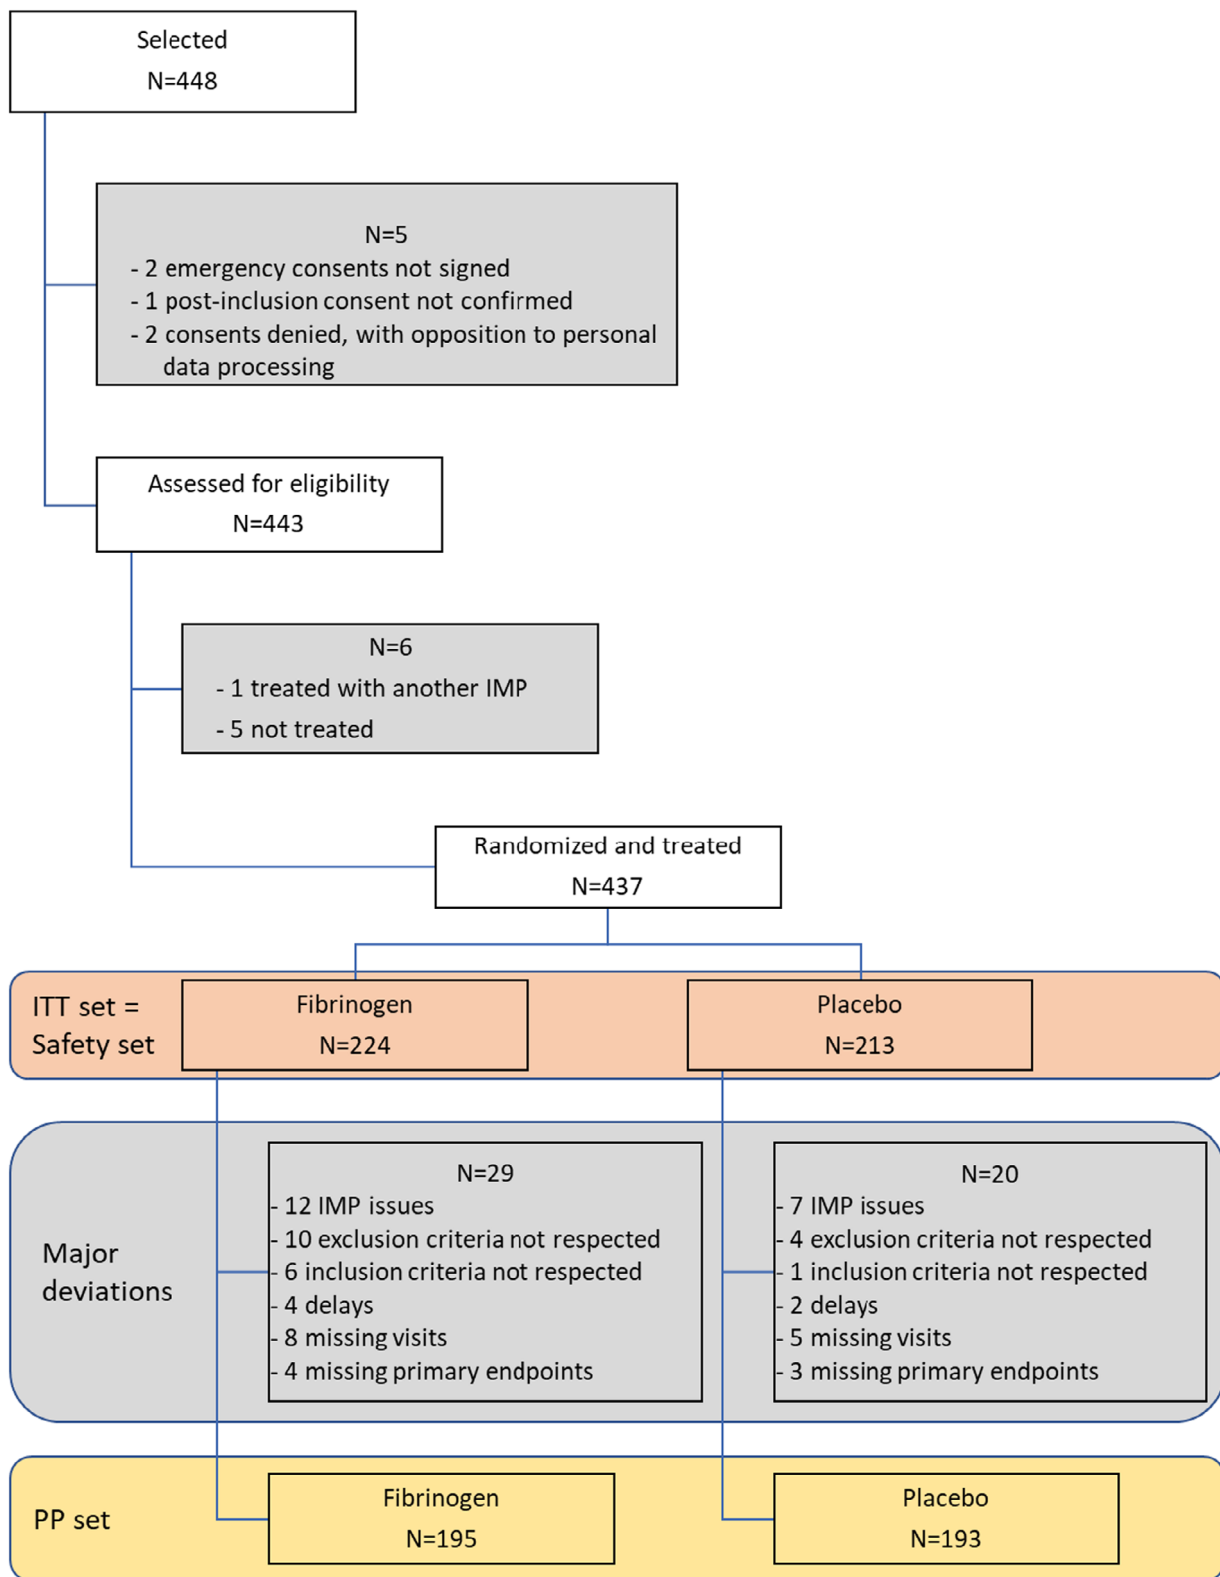 Selected
N=448
N=5
- 2 emergency consents not signed
- 1 post-inclusion consent not confirmed
- 2 consents denied, with opposition to personal
data processing
Assessed for eligibility
N=443
N=6
- 1 treated with another IMP
- 5 not treated
Randomized and treated
N=437
ITT set =
Safety set
Fibrinogen
N=224
Placebo
N=213
Major
deviations
N=29
- 12 IMP issues
- 10 exclusion criteria not respected
- 6 inclusion criteria not respected
- 4 delays
- 8 missing visits
- 4 missing primary endpoints
N=20
- 7 IMP issues
- 4 exclusion criteria not respected
- 1 inclusion criteria not respected
- 2 delays
- 5 missing visits
- 3 missing primary endpoints
PP set
Fibrinogen
N=195
Placebo
N=193